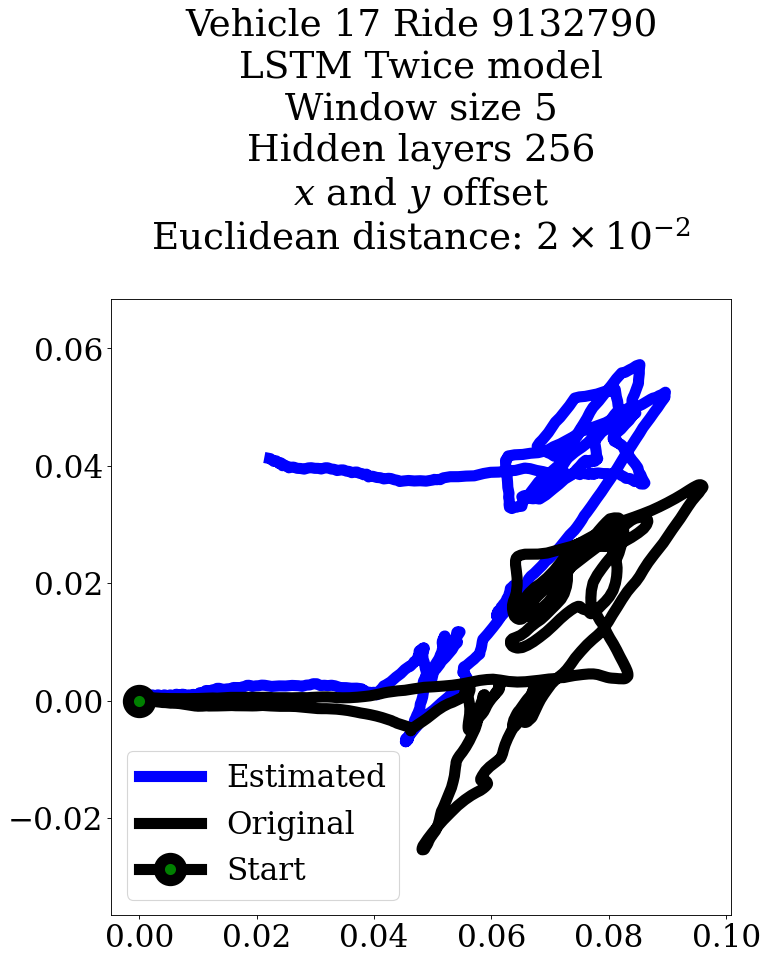 Vehicle 17 Ride 9132790
LSTM Twice model
Window size 5
Hidden layers 256
x and y offset
Euclidean distance: 2 × 10⁻²
0.06
0.04
0.02
0.00
−0.02
Estimated
Original
Start
0.00 0.02 0.04 0.06 0.08 0.10